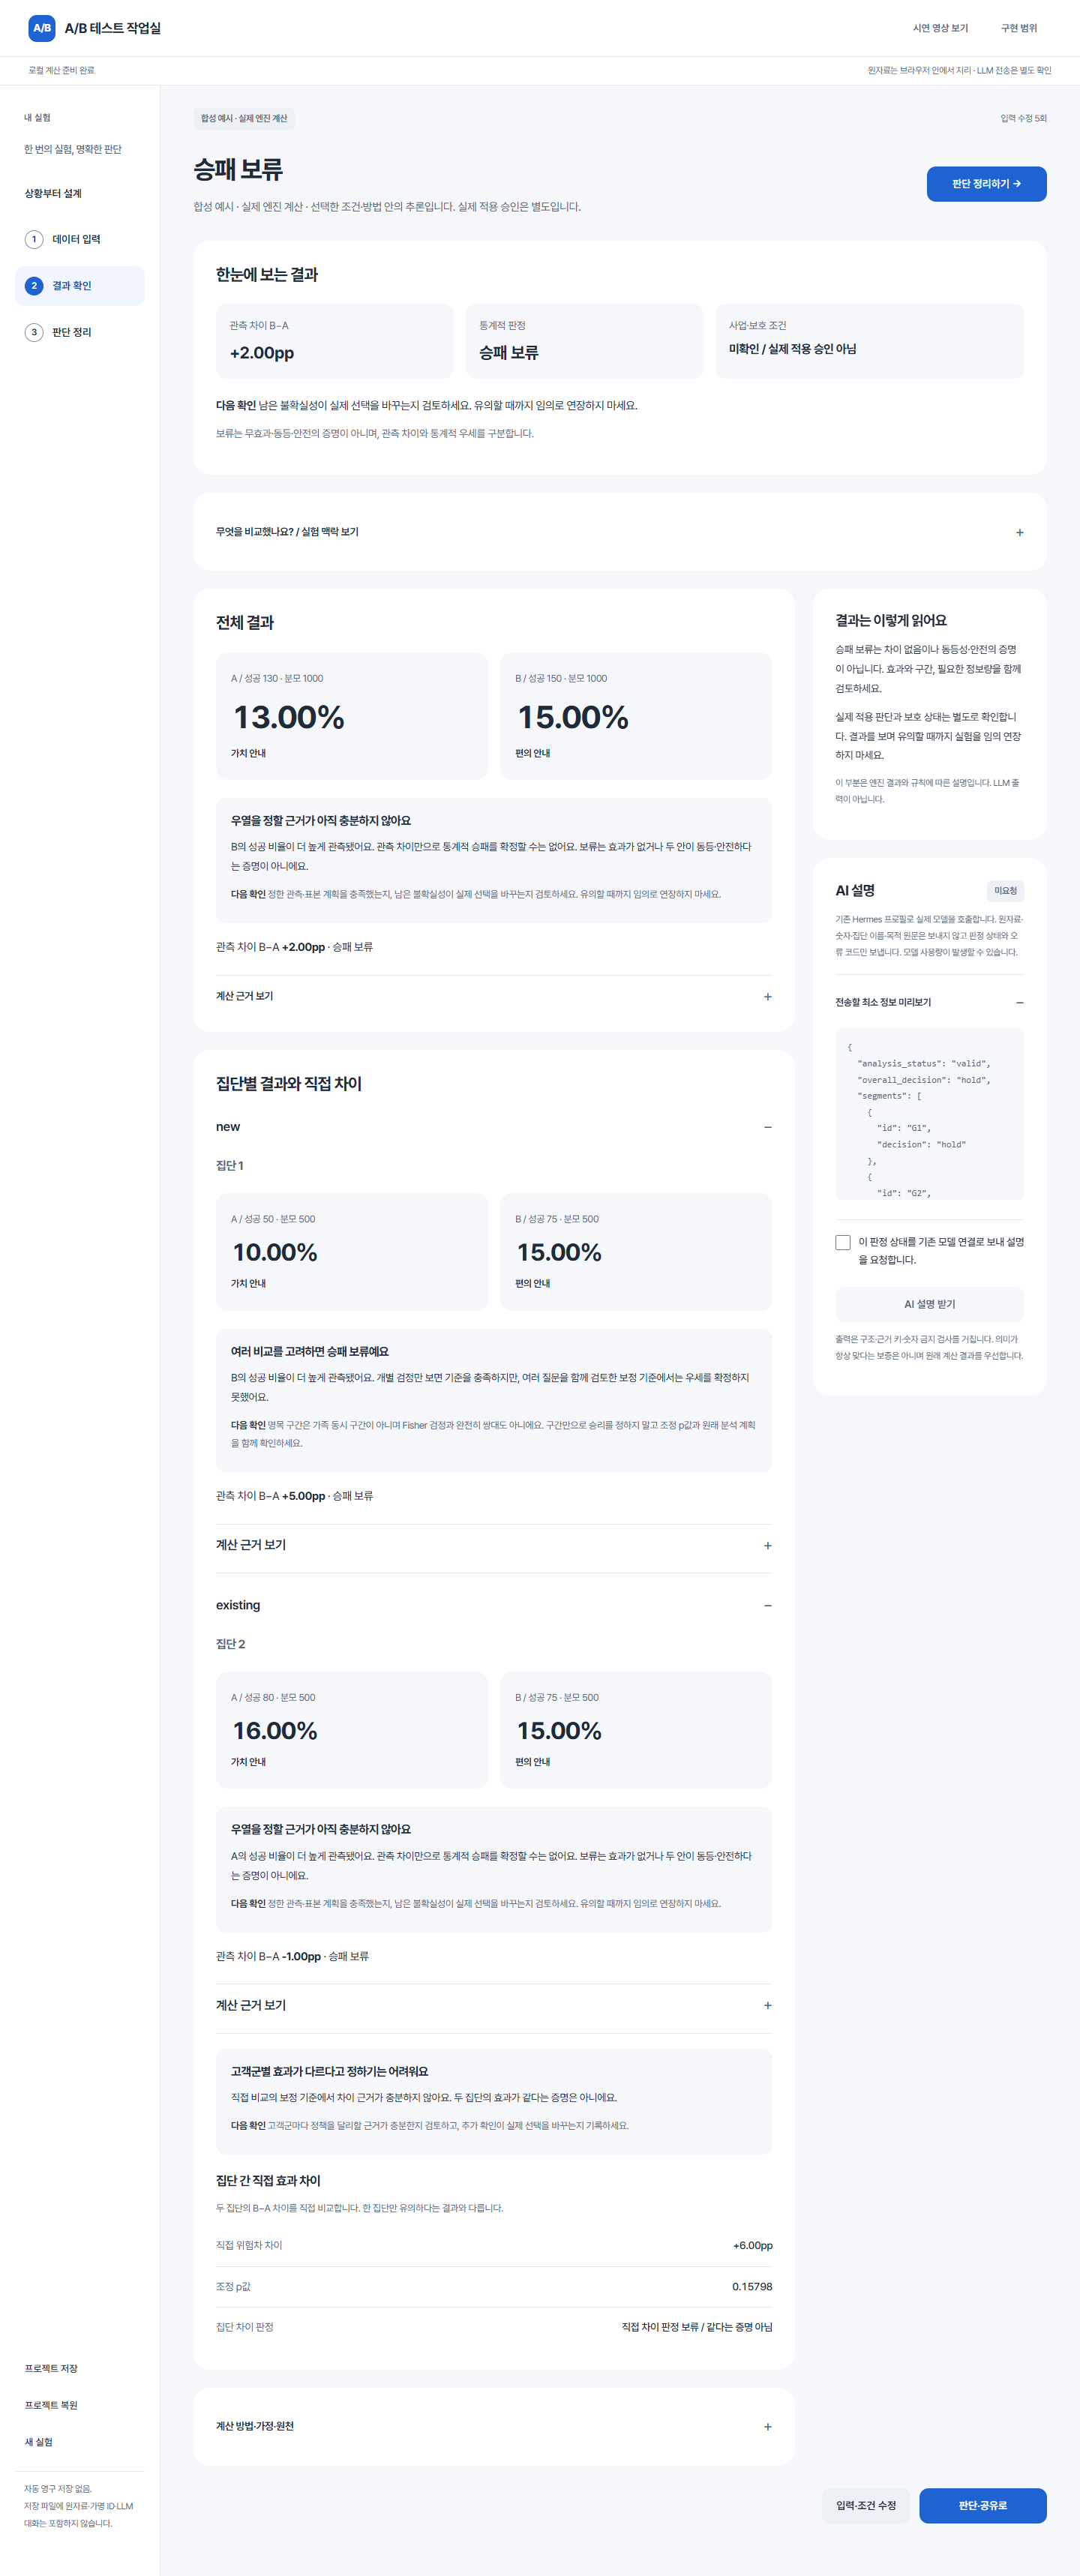 A/B
A/B 테스트 작업실
시연 영상 보기
구현 범위
로컬 계산 준비 완료
원자료는 브라우저 안에서 처리 · LLM 전송은 별도 확인
내 실험
한 번의 실험, 명확한 판단
상황부터 설계
1 데이터 입력
2 결과 확인
3 판단 정리
합성 예시 · 실제 엔진 계산
입력 수정 5회
승패 보류
합성 예시 · 실제 엔진 계산 · 선택한 조건·방법 안의 추론입니다. 실제 적용 승인은 별도입니다.
판단 정리하기 →
한눈에 보는 결과
관측 차이 B−A
+2.00pp
통계적 판정
승패 보류
사업·보호 조건
미확인 / 실제 적용 승인 아님
다음 확인 남은 불확실성이 실제 선택을 바꾸는지 검토하세요. 유의할 때까지 임의로 연장하지 마세요.
보류는 무효과·동등·안전의 증명이 아니며, 관측 차이와 통계적 우세를 구분합니다.
무엇을 비교했나요? / 실험 맥락 보기
+
전체 결과
A / 성공 130 · 분모 1000
13.00%
가치 안내
B / 성공 150 · 분모 1000
15.00%
편의 안내
우열을 정할 근거가 아직 충분하지 않아요
B의 성공 비율이 더 높게 관측됐어요. 관측 차이만으로 통계적 승패를 확정할 수는 없어요. 보류는 효과가 없거나 두 안이 동등·안전하다
는 증명이 아니에요.
다음 확인 정한 관측·표본 계획을 충족했는지, 남은 불확실성이 실제 선택을 바꾸는지 검토하세요. 유의할 때까지 임의로 연장하지 마세요.
관측 차이 B−A +2.00pp · 승패 보류
계산 근거 보기
+
결과는 이렇게 읽어요
승패 보류는 차이 없음이나 동등성·안전의 증명
이 아닙니다. 효과와 구간, 필요한 정보량을 함께
검토하세요.
실제 적용 판단과 보호 상태는 별도로 확인합니
다. 결과를 보며 유의할 때까지 실험을 임의 연장
하지 마세요.
이 부분은 엔진 결과와 규칙에 따른 설명입니다. LLM 출
력이 아닙니다.
AI 설명
미요청
기존 Hermes 프로필로 실제 모델을 호출합니다. 원자료·
숫자·집단 이름·목적 원문은 보내지 않고 판정 상태와 오
류 코드만 보냅니다. 모델 사용량이 발생할 수 있습니다.
전송할 최소 정보 미리보기
−
{
"analysis_status": "valid",
"overall_decision": "hold",
"segments": [
{
"id": "G1",
"decision": "hold"
},
{
"id": "G2",
이 판정 상태를 기존 모델 연결로 보내 설명
을 요청합니다.
AI 설명 받기
출력은 구조·근거 키·숫자 금지 검사를 거칩니다. 의미가
항상 맞다는 보증은 아니며 원래 계산 결과를 우선합니다.
집단별 결과와 직접 차이
new
−
집단 1
A / 성공 50 · 분모 500
10.00%
가치 안내
B / 성공 75 · 분모 500
15.00%
편의 안내
여러 비교를 고려하면 승패 보류예요
B의 성공 비율이 더 높게 관측됐어요. 개별 검정만 보면 기준을 충족하지만, 여러 질문을 함께 검토한 보정 기준에서는 우세를 확정하지
못했어요.
다음 확인 명목 구간은 가족 동시 구간이 아니며 Fisher 검정과 완전히 쌍대도 아니에요. 구간만으로 승리를 정하지 말고 조정 p값과 원래 분석 계획
을 함께 확인하세요.
관측 차이 B−A +5.00pp · 승패 보류
계산 근거 보기
+
existing
−
집단 2
A / 성공 80 · 분모 500
16.00%
가치 안내
B / 성공 75 · 분모 500
15.00%
편의 안내
우열을 정할 근거가 아직 충분하지 않아요
A의 성공 비율이 더 높게 관측됐어요. 관측 차이만으로 통계적 승패를 확정할 수는 없어요. 보류는 효과가 없거나 두 안이 동등·안전하다
는 증명이 아니에요.
다음 확인 정한 관측·표본 계획을 충족했는지, 남은 불확실성이 실제 선택을 바꾸는지 검토하세요. 유의할 때까지 임의로 연장하지 마세요.
관측 차이 B−A -1.00pp · 승패 보류
계산 근거 보기
+
고객군별 효과가 다르다고 정하기는 어려워요
직접 비교의 보정 기준에서 차이 근거가 충분하지 않아요. 두 집단의 효과가 같다는 증명은 아니에요.
다음 확인 고객군마다 정책을 달리할 근거가 충분한지 검토하고, 추가 확인이 실제 선택을 바꾸는지 기록하세요.
집단 간 직접 효과 차이
두 집단의 B−A 차이를 직접 비교합니다. 한 집단만 유의하다는 결과와 다릅니다.
직접 위험차 차이
+6.00pp
조정 p값
0.15798
집단 차이 판정
직접 차이 판정 보류 / 같다는 증명 아님
계산 방법·가정·원천
+
프로젝트 저장
프로젝트 복원
새 실험
자동 영구 저장 없음.
저장 파일에 원자료·가명 ID·LLM
대화는 포함하지 않습니다.
입력·조건 수정
판단·공유로